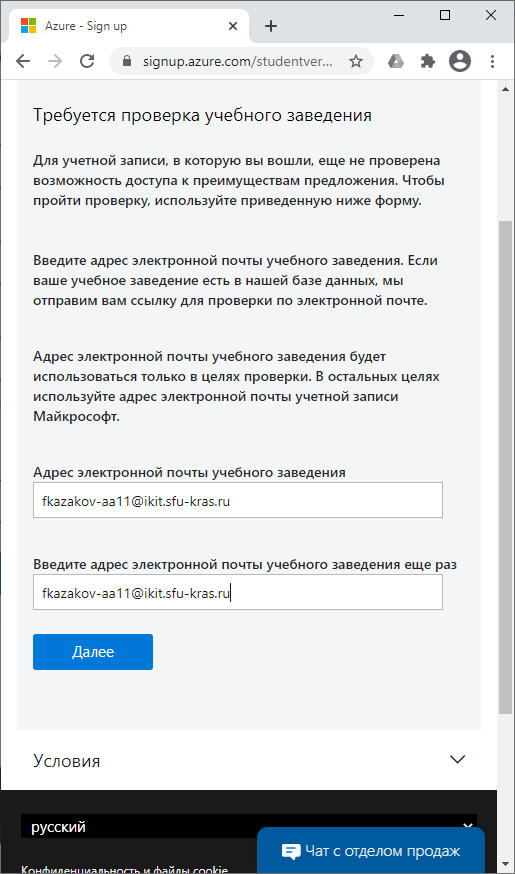 Azure - Sign up
signup.azure.com/studentver...
Требуется проверка учебного заведения
Для учетной записи, в которую вы вошли, еще не проверена
возможность доступа к преимуществам предложения. Чтобы
пройти проверку, используйте приведенную ниже форму.
Введите адрес электронной почты учебного заведения. Если
ваше учебное заведение есть в нашей базе данных, мы
отправим вам ссылку для проверки по электронной почте.
Адрес электронной почты учебного заведения будет
использоваться только в целях проверки. В остальных целях
используйте адрес электронной почты учетной записи
Майкрософт.
Адрес электронной почты учебного заведения
fkazakov-aa11@ikit.sfu-kras.ru
Введите адрес электронной почты учебного заведения еще раз
fkazakov-aa11@ikit.sfu-kras.ru
Далее
Условия
русский
Чат с отделом продаж
Конфиденциальность и файлы cookie